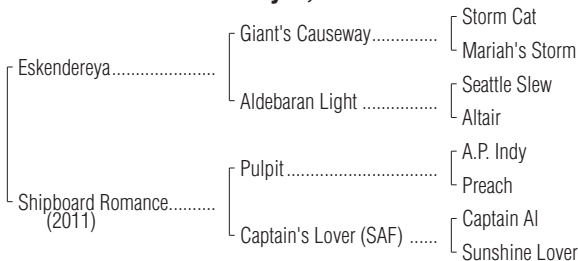 Storm Cat
Giant's Causeway..............
Mariah's Storm
Eskendereya......................
Seattle Slew
Aldebaran Light ................
Altair
A.P. Indy
Pulpit................................
Preach
Shipboard Romance..........
(2011)
Captain Al
Captain's Lover (SAF) ......
Sunshine Lover